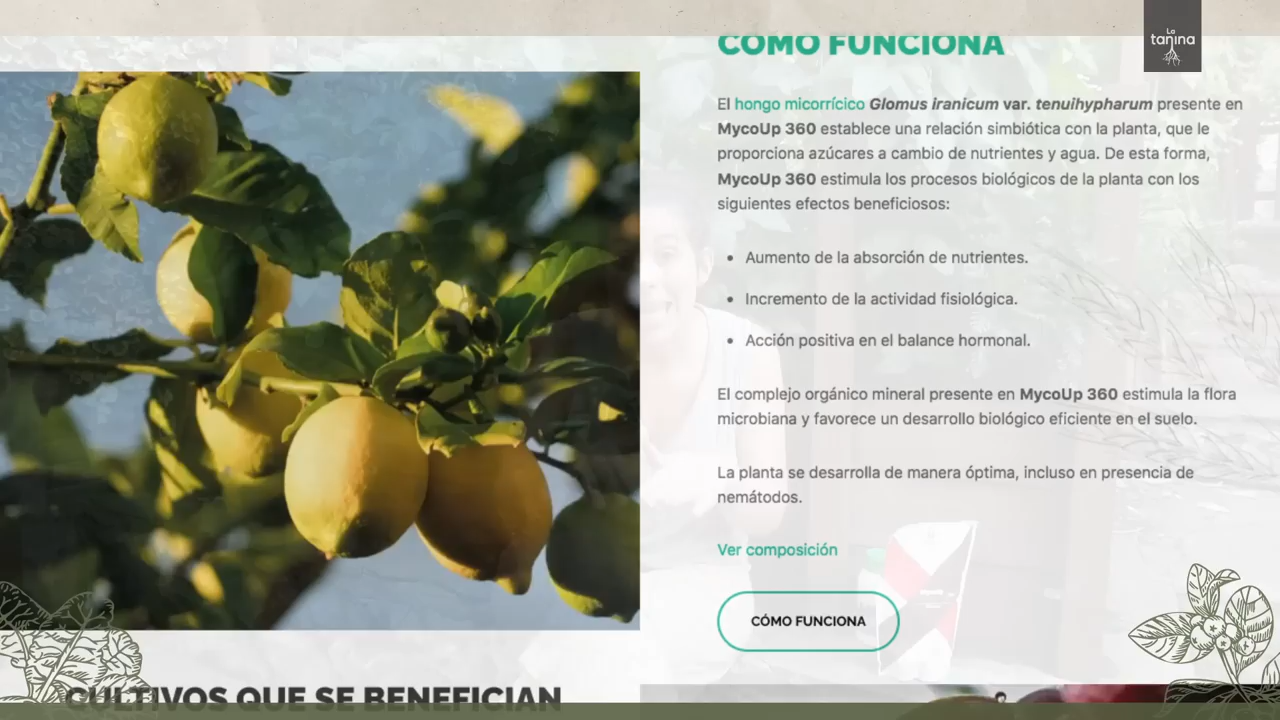 CÓMO FUNCIONA
La
tanina
El hongo micorrícico Glomus iranicum var. tenuihypharum presente en
MycoUp 360 establece una relación simbiótica con la planta, que le
proporciona azúcares a cambio de nutrientes y agua. De esta forma,
MycoUp 360 estimula los procesos biológicos de la planta con los
siguientes efectos beneficiosos:
• Aumento de la absorción de nutrientes.
• Incremento de la actividad fisiológica.
• Acción positiva en el balance hormonal.
El complejo orgánico mineral presente en MycoUp 360 estimula la flora
microbiana y favorece un desarrollo biológico eficiente en el suelo.
La planta se desarrolla de manera óptima, incluso en presencia de
nemátodos.
Ver composición
CÓMO FUNCIONA
CULTIVOS QUE SE BENEFICIAN